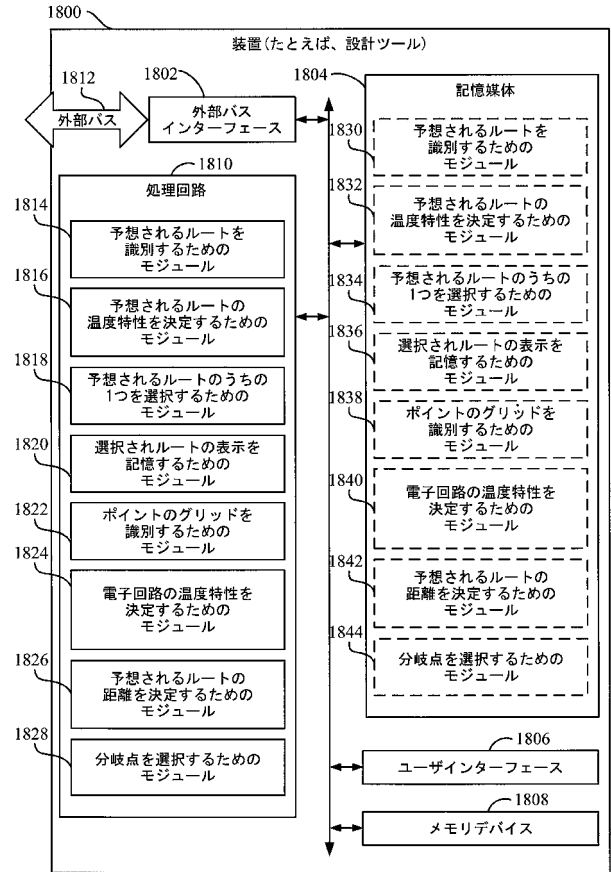 1800
装置(たとえば、設計ツール)
1812
外部バス
1802
外部バス
インターフェース
1810
処理回路
1814
予想されるルートを
識別するための
モジュール
1816
予想されるルートの
温度特性を決定するための
モジュール
1818
予想されるルートのうちの
1つを選択するための
モジュール
1820
選択されルートの表示を
記憶するための
モジュール
1822
ポイントのグリッドを
識別するための
モジュール
1824
電子回路の温度特性を
決定するための
モジュール
1826
予想されるルートの
距離を決定するための
モジュール
1828
分岐点を選択するための
モジュール
1804
記憶媒体
1830
予想されるルートを
識別するための
モジュール
1832
予想されるルートの
温度特性を決定するための
モジュール
1834
予想されるルートのうちの
1つを選択するための
モジュール
1836
選択されルートの表示を
記憶するための
モジュール
1838
ポイントのグリッドを
識別するための
モジュール
1840
電子回路の温度特性を
決定するための
モジュール
1842
予想されるルートの
距離を決定するための
モジュール
1844
分岐点を選択するための
モジュール
1806
ユーザインターフェース
1808
メモリデバイス